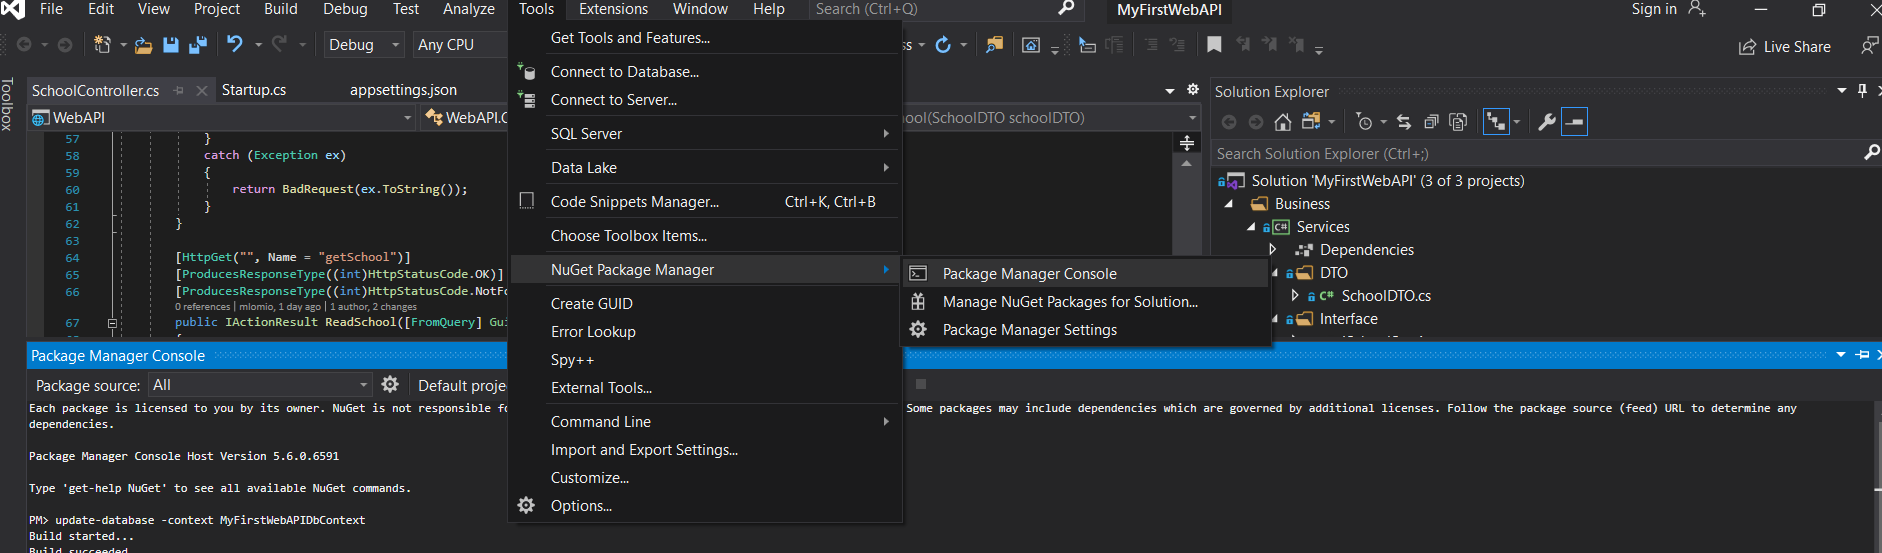 File Edit View Project Build Debug Test Analyze Tools Extensions Window Help Search (Ctrl+Q) MyFirstWebAPI Sign in
Debug Any CPU Live Share
Toolbox
SchoolController.cs Startup.cs appsettings.json
WebAPI WebAPI.C ool(SchoolDTO schoolDTO)
57 }
58 catch (Exception ex)
59 {
60 return BadRequest(ex.ToString());
61 }
62 }
63
64 [HttpGet("", Name = "getSchool")]
65 [ProducesResponseType((int)HttpStatusCode.OK)]
66 [ProducesResponseType((int)HttpStatusCode.NotFo
0 references | mlomio, 1 day ago | 1 author, 2 changes
67 public IActionResult ReadSchool([FromQuery] Gui
Get Tools and Features...
Connect to Database...
Connect to Server...
SQL Server
Data Lake
Code Snippets Manager... Ctrl+K, Ctrl+B
Choose Toolbox Items...
NuGet Package Manager
Create GUID
Error Lookup
Spy++
External Tools...
Command Line
Import and Export Settings...
Customize...
Options...
Package Manager Console
Manage NuGet Packages for Solution...
Package Manager Settings
Solution Explorer
Search Solution Explorer (Ctrl+;)
Solution 'MyFirstWebAPI' (3 of 3 projects)
Business
C# Services
Dependencies
DTO
C# SchoolDTO.cs
Interface
Package Manager Console
Package source: All Default projec
Each package is licensed to you by its owner. NuGet is not responsible fo Some packages may include dependencies which are governed by additional licenses. Follow the package source (feed) URL to determine any
dependencies.
Package Manager Console Host Version 5.6.0.6591
Type 'get-help NuGet' to see all available NuGet commands.
PM> update-database -context MyFirstWebAPIDbContext
Build started...
Build succeeded